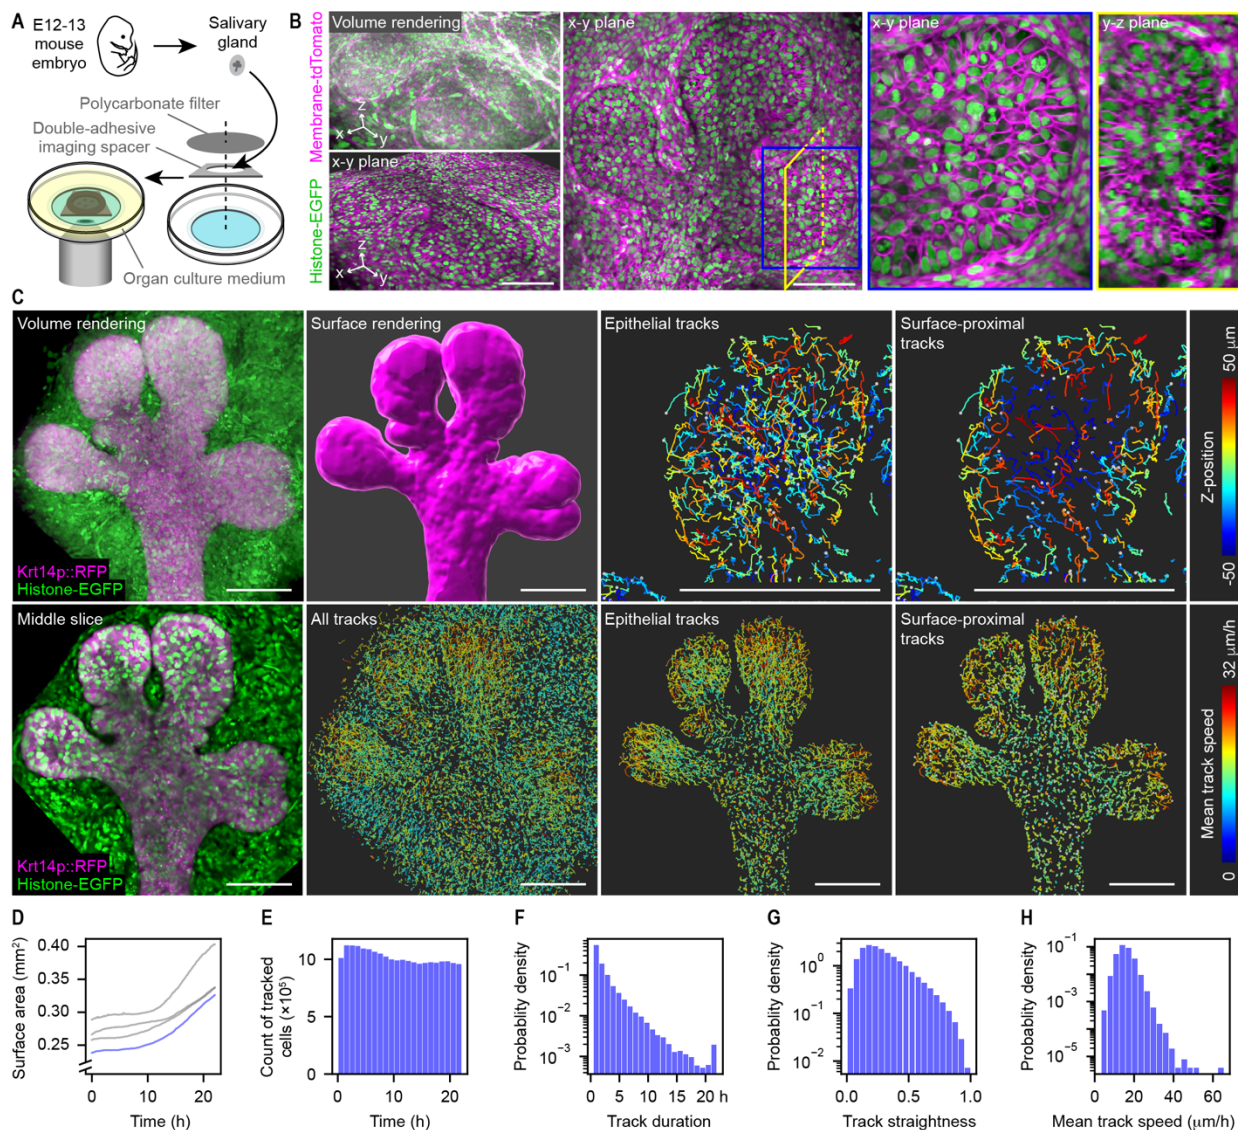 A
E12-13
mouse
embryo
Salivary
gland
Polycarbonate filter
Double-adhesive
imaging spacer
Organ culture medium
B
Histone-EGFP Membrane-tdTomato
Volume rendering
z
x
y
x-y plane
z
x
y
x-y plane
x-y plane
y-z plane
C
Volume rendering
Krt14p::RFP
Histone-EGFP
Surface rendering
Epithelial tracks
Surface-proximal
tracks
Z-position
-50
50 μm
Middle slice
Krt14p::RFP
Histone-EGFP
All tracks
Epithelial tracks
Surface-proximal
tracks
Mean track speed
0
32 μm/h
D
Surface area (mm²)
0.40
0.30
0.25
0
10
20
Time (h)
E
Count of tracked
cells (×10⁵)
10
5
0
0
10
20
Time (h)
F
Probablity density
10⁻¹
10⁻²
10⁻³
0
5
10
15
20 h
Track duration
G
Probablity density
10⁰
10⁻¹
10⁻²
0.0
0.5
1.0
Track straightness
H
Probablity density
10⁻¹
10⁻³
10⁻⁵
0
20
40
60
Mean track speed (μm/h)